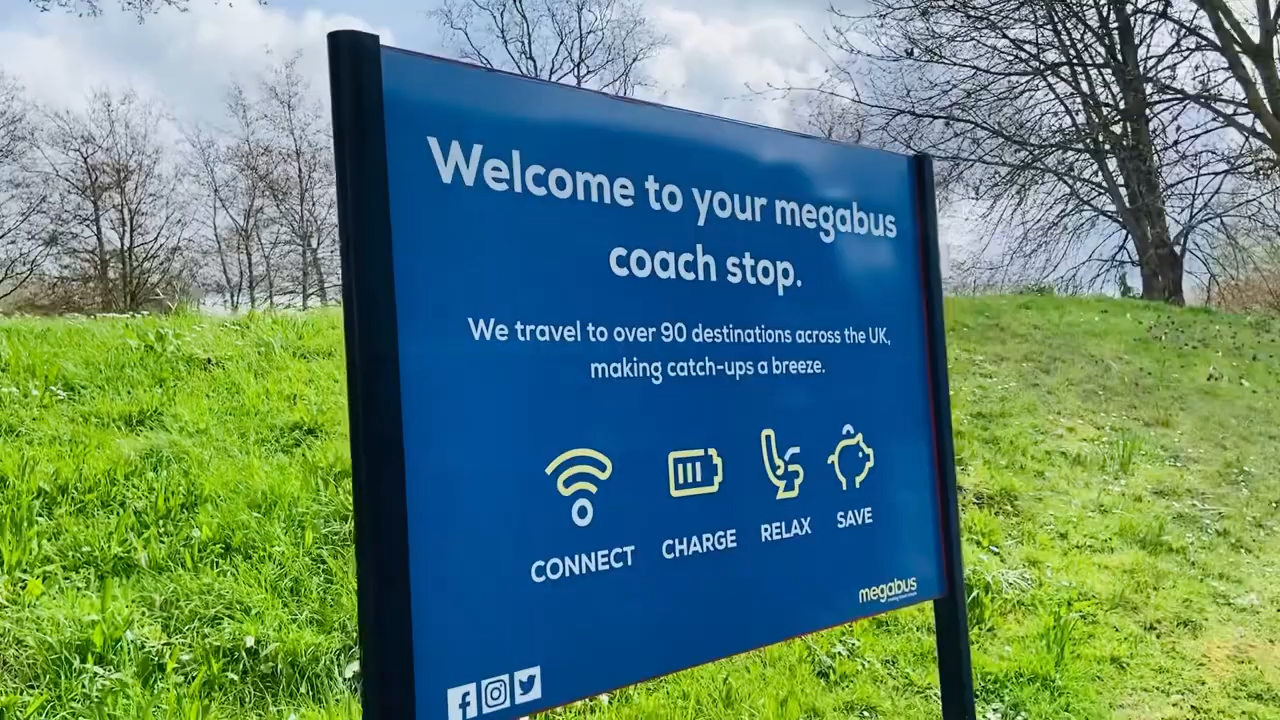 Welcome to your megabus
coach stop.
We travel to over 90 destinations across the UK,
making catch-ups a breeze.
CONNECT
CHARGE
RELAX
SAVE
megabus